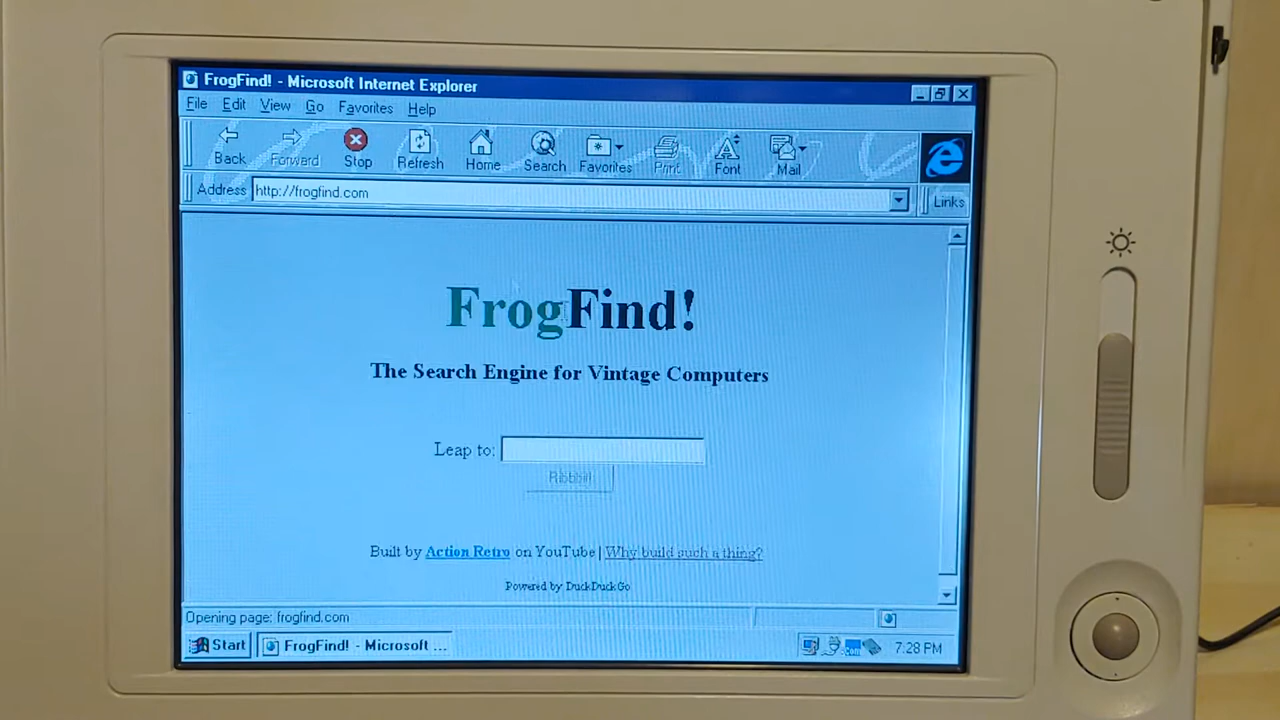 FrogFind! - Microsoft Internet Explorer
File Edit View Go Favorites Help
Back Forward Stop Refresh Home Search Favorites Print Font Mail
Address http://frogfind.com Links
FrogFind!
The Search Engine for Vintage Computers
Leap to:
Ribbit!
Built by Action Retro on YouTube | Why build such a thing?
Powered by DuckDuckGo
Opening page: frogfind.com
Start FrogFind! - Microsoft ... 7:28 PM